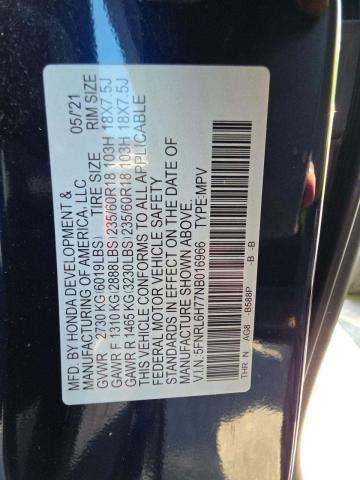 MFD. BY HONDA DEVELOPMENT & 05/21
MANUFACTURING OF AMERICA, LLC.
TIRE SIZE RIM SIZE
GVWR 2730 KG(6019LBS)
GAWR F 1310 KG(2888LBS) 235/60R18 103H 18X7.5J
GAWR R 1465 KG(3230LBS) 235/60R18 103H 18X7.5J
THIS VEHICLE CONFORMS TO ALL APPLICABLE
FEDERAL MOTOR VEHICLE SAFETY
STANDARDS IN EFFECT ON THE DATE OF
MANUFACTURE SHOWN ABOVE.
V.I.N: 5FNRL6H77NB016966 TYPE:MPV
THR N AG8 -B588P -B -B